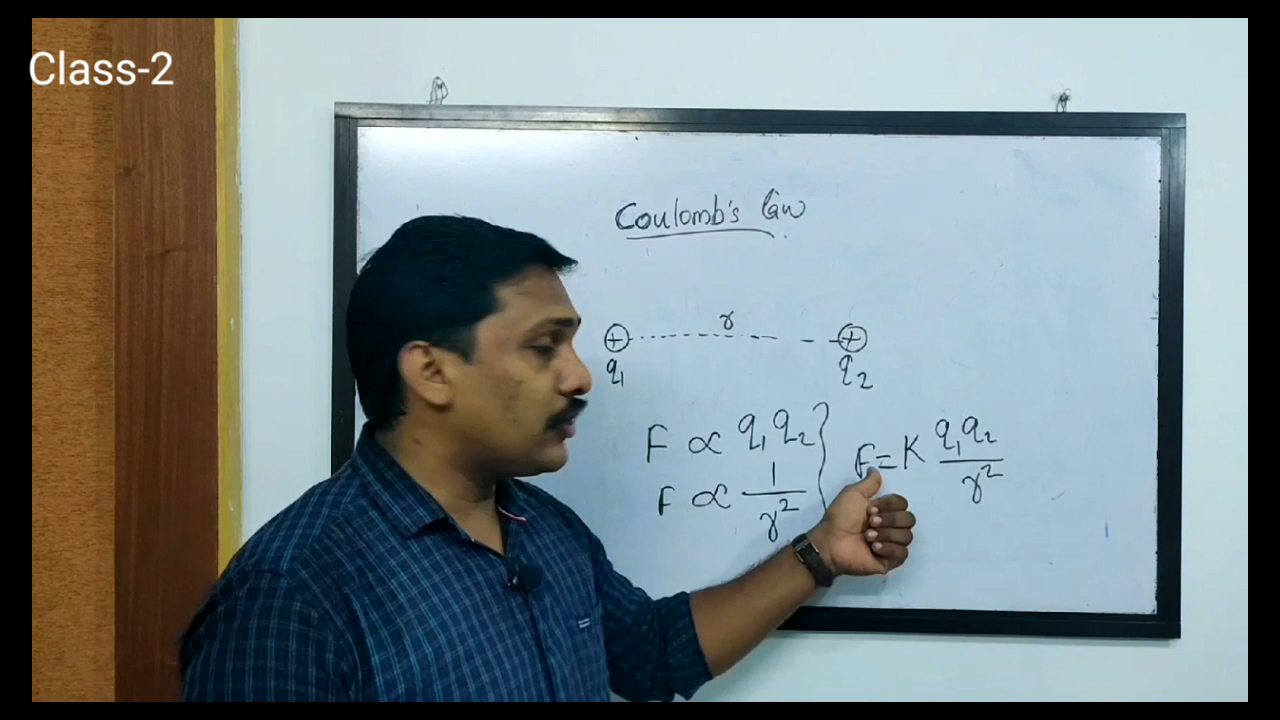 Class-2
Coulomb's law
r
q₁ q₂
F ∝ q₁q₂
F ∝ 1/r²
F = K q₁q₂/r²